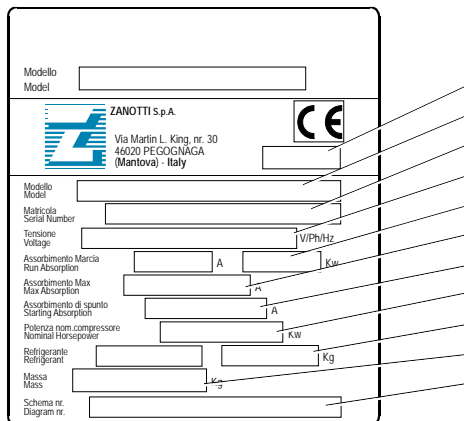 Modello
Model
CE
ZANOTTI S.p.A.
Via Martin L. King, nr. 30
46020 PEGOGNAGA
(Mantova) - Italy
Modello
Model
Matricola
Serial Number
Tensione
Voltage
V/Ph/Hz
Assorbimento Marcia
Run Absorption
A
Kw
Assorbimento Max
Max Absorption
A
Assorbimento di spunto
Starting Absorption
A
Potenza nom.compressore
Nominal Horsepower
Kw
Refrigerante
Refrigerant
Kg
Massa
Mass
Kg
Schema nr.
Diagram nr.